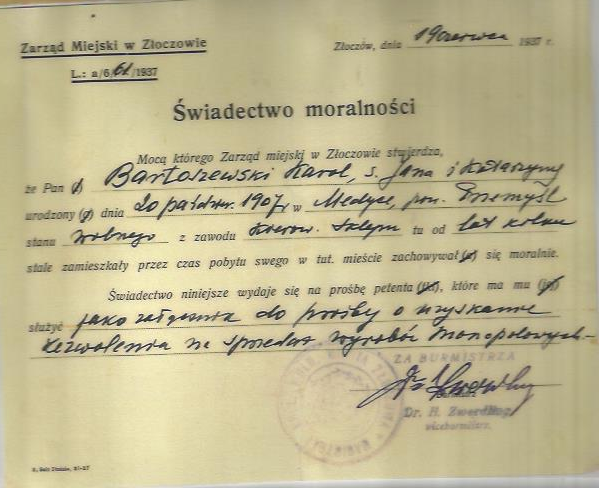 Zarząd Miejski w Złoczowie
Złoczów, dnia 19 czerwca 1937 r.
L.: a/6/61/1937
Świadectwo moralności
Mocą którego Zarząd miejski w Złoczowie stwierdza,
że Pan Bartoszewski Karol, s. Jana i Katarzyny
urodzony (a) dnia 20 paździer. 1907 r. w Medyce, pow. Przemyśl
stanu wolnego z zawodu kierow. sklepu tu od lat kilku
stale zamieszkały przez czas pobytu swego w tut. mieście zachowywał (a) się moralnie.
Świadectwo niniejsze wydaje się na prośbę petenta (tki), które ma mu (jej)
służyć jako załącznik do prośby o uzyskanie
zezwolenia na sprzedaż wyrobów monopolowych.
ZA BURMISTRZA
Dr. H. Zwerdling
wiceburmistrz.